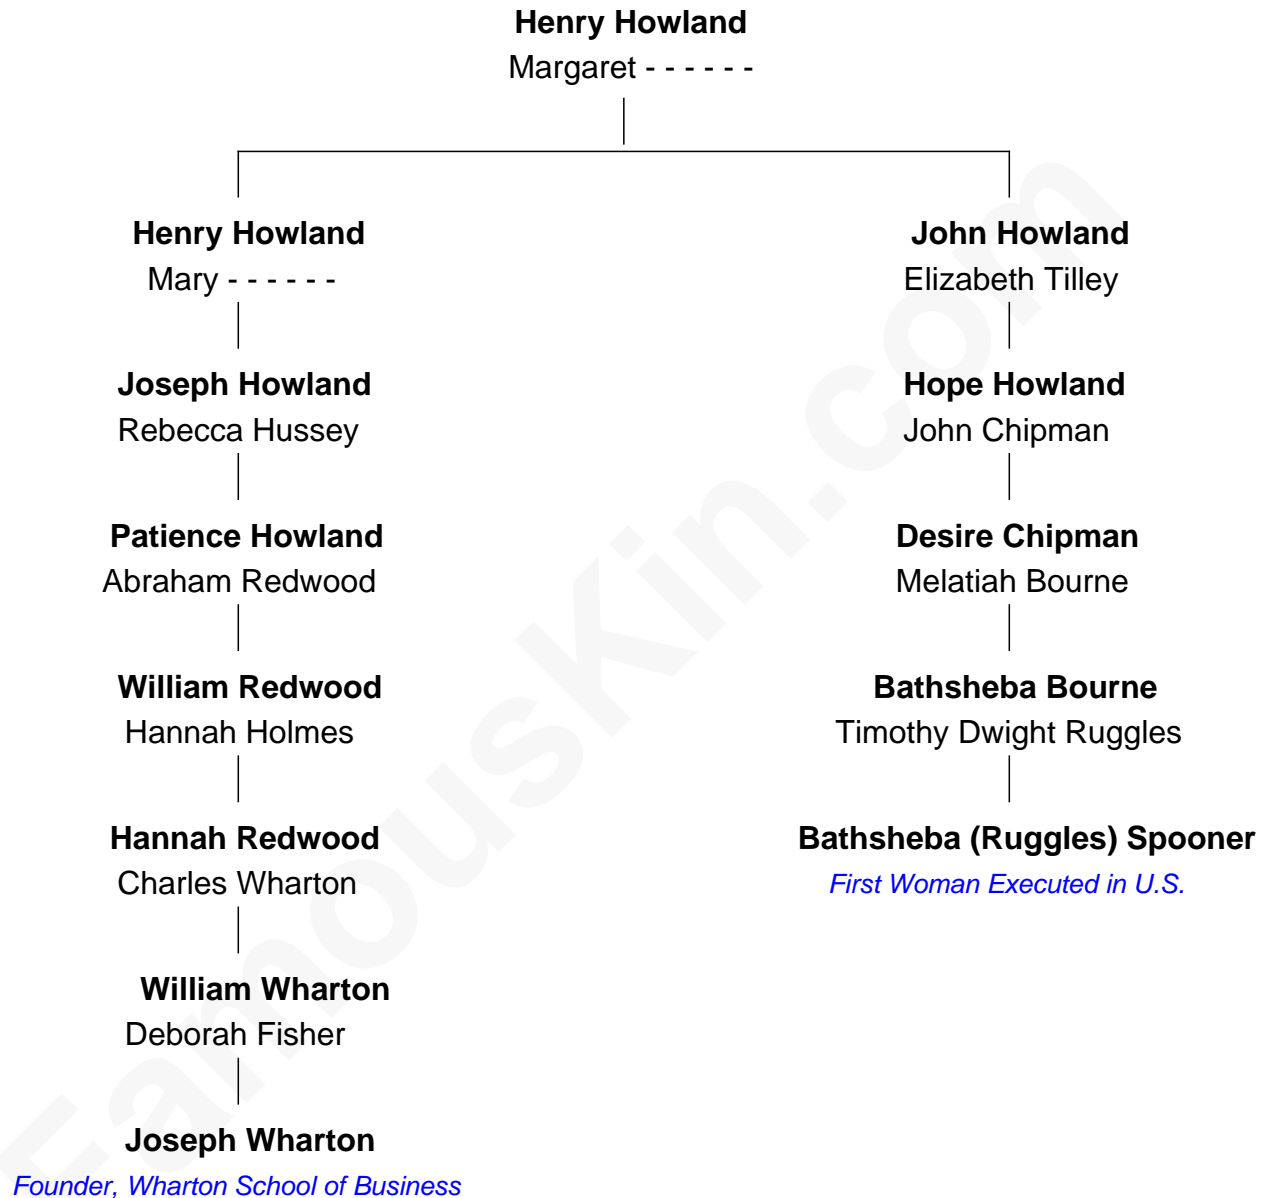 Henry Howland
Margaret - - - - - -
Henry Howland
Mary - - - - - -
Joseph Howland
Rebecca Hussey
Patience Howland
Abraham Redwood
William Redwood
Hannah Holmes
Hannah Redwood
Charles Wharton
William Wharton
Deborah Fisher
Joseph Wharton
Founder, Wharton School of Business
John Howland
Elizabeth Tilley
Hope Howland
John Chipman
Desire Chipman
Melatiah Bourne
Bathsheba Bourne
Timothy Dwight Ruggles
Bathsheba (Ruggles) Spooner
First Woman Executed in U.S.
FamousKin.com